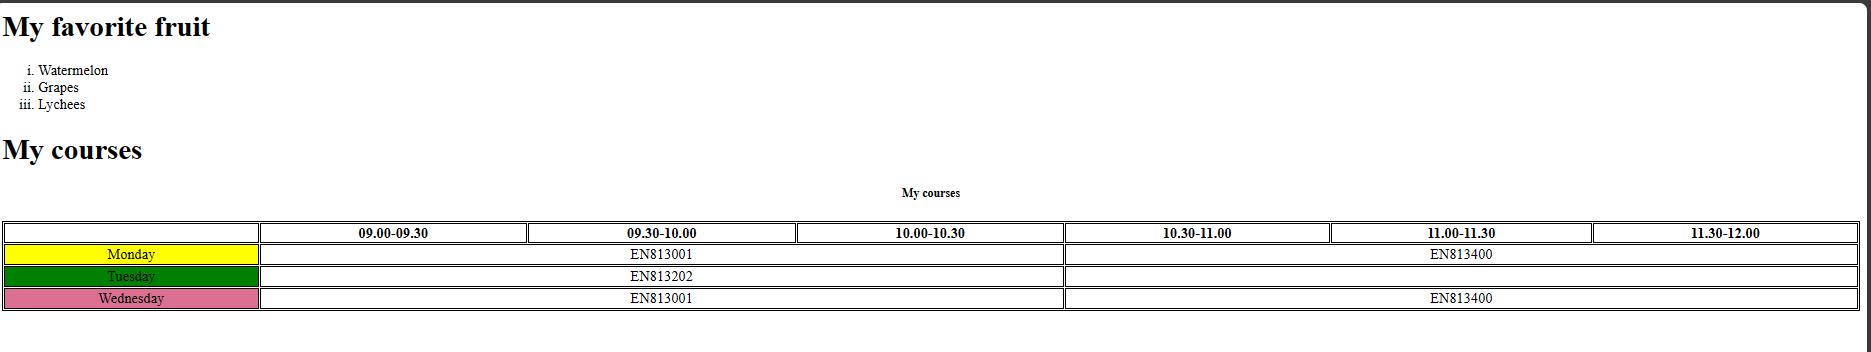 My favorite fruit
i. Watermelon
ii. Grapes
iii. Lychees
My courses
My courses
09.00-09.30 09.30-10.00 10.00-10.30 10.30-11.00 11.00-11.30 11.30-12.00
Monday EN813001 EN813400
Tuesday EN813202
Wednesday EN813001 EN813400